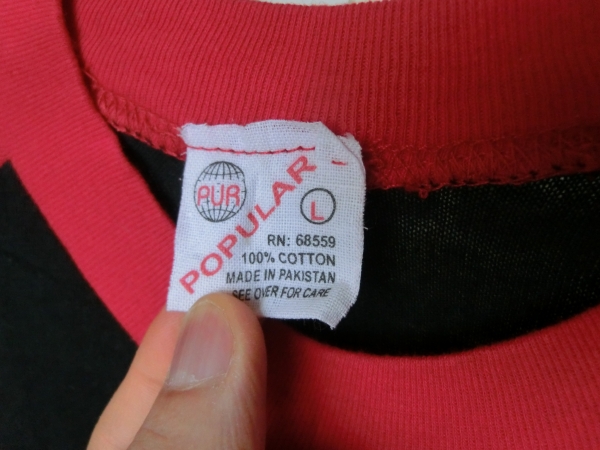 PUR
POPULAR
L
RN: 68559
100% COTTON
MADE IN PAKISTAN
SEE OVER FOR CARE